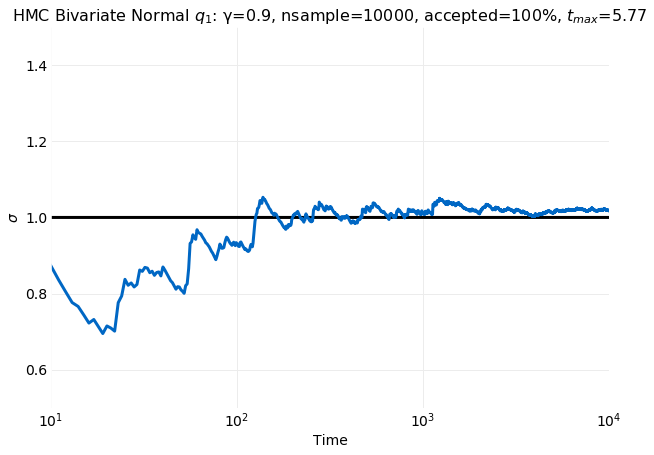 HMC Bivariate Normal q₁: γ=0.9, nsample=10000, accepted=100%, tₘₐₓ=5.77
1.4
1.2
1.0
0.8
0.6
σ
10¹ 10² 10³ 10⁴
Time